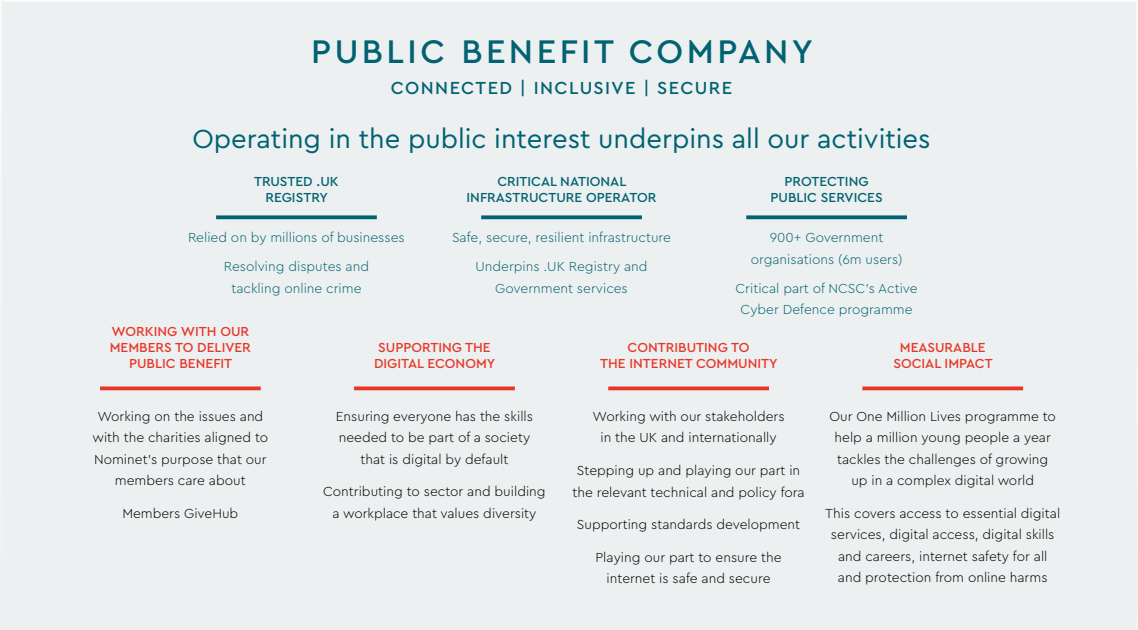 PUBLIC BENEFIT COMPANY
CONNECTED | INCLUSIVE | SECURE
Operating in the public interest underpins all our activities
TRUSTED .UK
REGISTRY
Relied on by millions of businesses
Resolving disputes and
tackling online crime
CRITICAL NATIONAL
INFRASTRUCTURE OPERATOR
Safe, secure, resilient infrastructure
Underpins .UK Registry and
Government services
PROTECTING
PUBLIC SERVICES
900+ Government
organisations (6m users)
Critical part of NCSC's Active
Cyber Defence programme
WORKING WITH OUR
MEMBERS TO DELIVER
PUBLIC BENEFIT
Working on the issues and
with the charities aligned to
Nominet's purpose that our
members care about
Members GiveHub
SUPPORTING THE
DIGITAL ECONOMY
Ensuring everyone has the skills
needed to be part of a society
that is digital by default
Contributing to sector and building
a workplace that values diversity
CONTRIBUTING TO
THE INTERNET COMMUNITY
Working with our stakeholders
in the UK and internationally
Stepping up and playing our part in
the relevant technical and policy fora
Supporting standards development
Playing our part to ensure the
internet is safe and secure
MEASURABLE
SOCIAL IMPACT
Our One Million Lives programme to
help a million young people a year
tackles the challenges of growing
up in a complex digital world
This covers access to essential digital
services, digital access, digital skills
and careers, internet safety for all
and protection from online harms